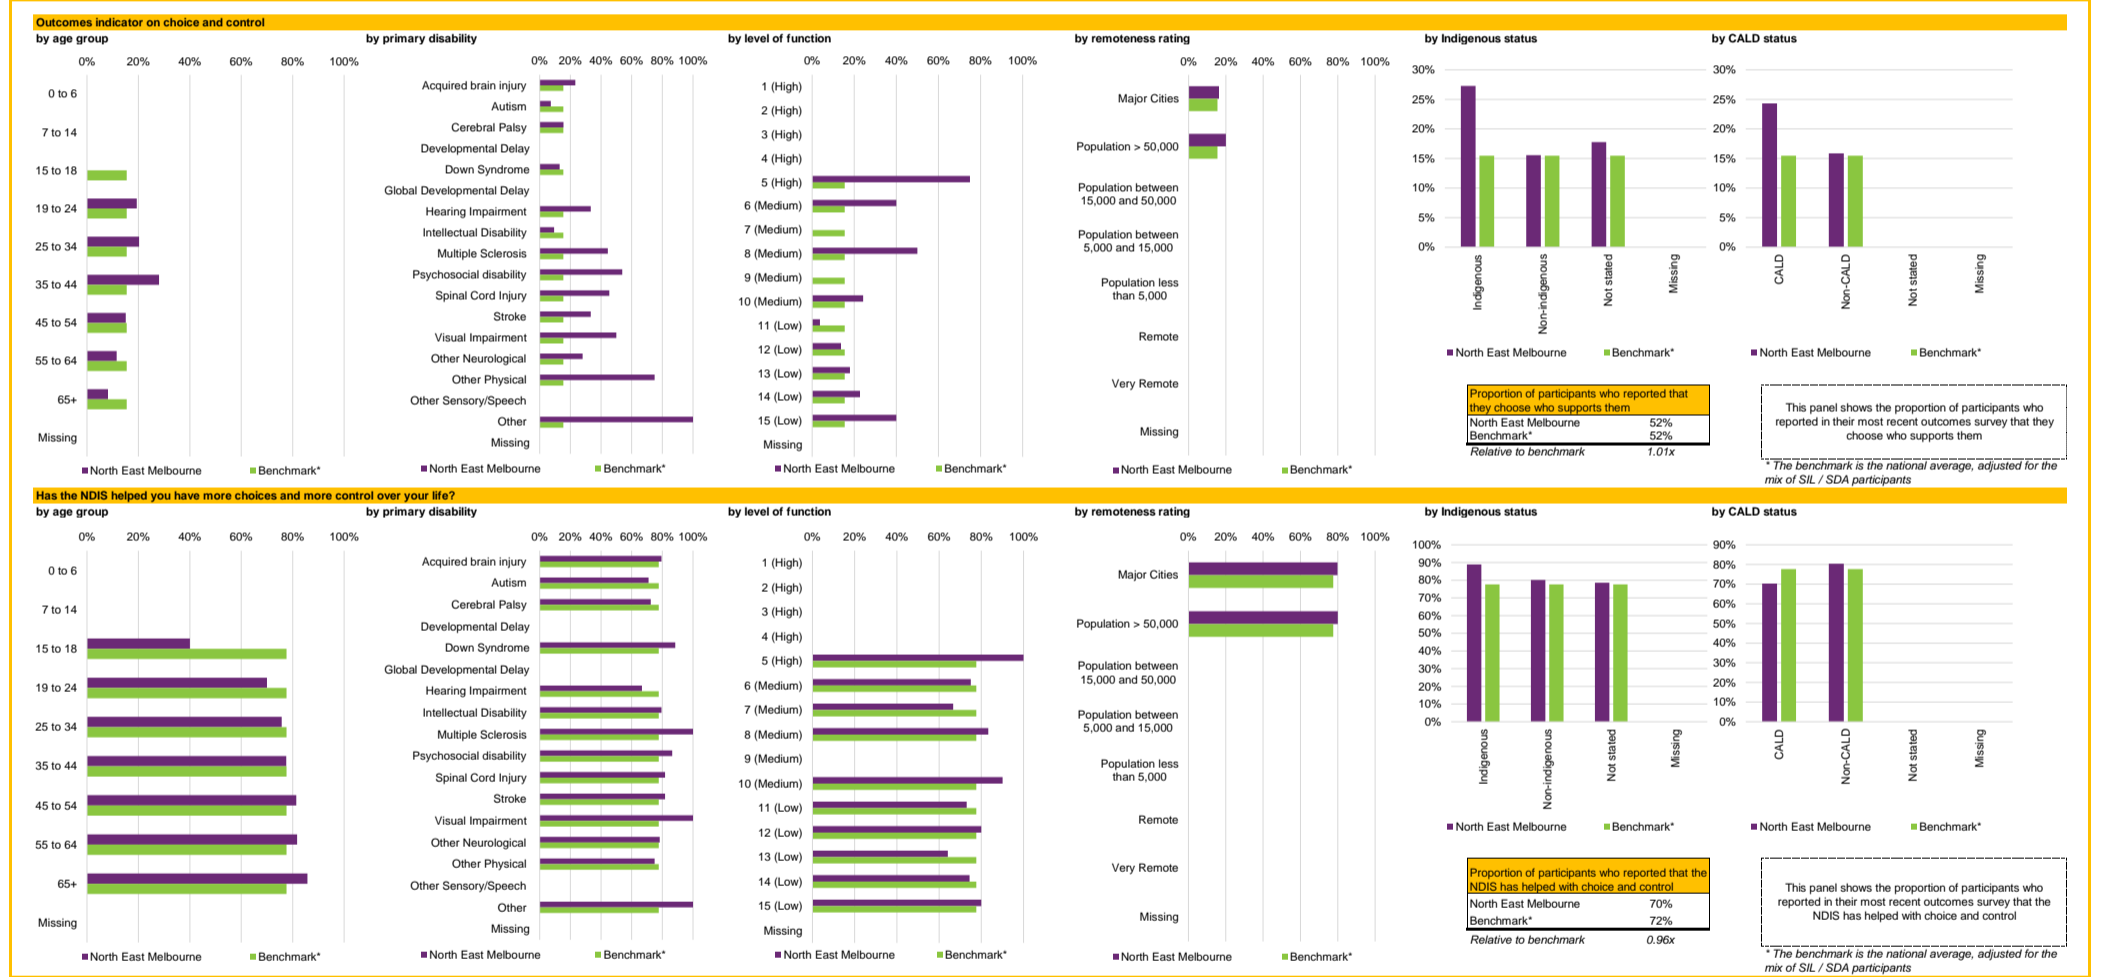 Outcomes indicator on choice and control
by age group
0% 20% 40% 60% 80% 100%
0 to 6
7 to 14
15 to 18
19 to 24
25 to 34
35 to 44
45 to 54
55 to 64
65+
Missing
North East Melbourne Benchmark*
by primary disability
0% 20% 40% 60% 80% 100%
Acquired brain injury
Autism
Cerebral Palsy
Developmental Delay
Down Syndrome
Global Developmental Delay
Hearing Impairment
Intellectual Disability
Multiple Sclerosis
Psychosocial disability
Spinal Cord Injury
Stroke
Visual Impairment
Other Neurological
Other Physical
Other Sensory/Speech
Other
Missing
North East Melbourne Benchmark*
by level of function
0% 20% 40% 60% 80% 100%
1 (High)
2 (High)
3 (High)
4 (High)
5 (High)
6 (Medium)
7 (Medium)
8 (Medium)
9 (Medium)
10 (Medium)
11 (Low)
12 (Low)
13 (Low)
14 (Low)
15 (Low)
Missing
North East Melbourne Benchmark*
by remoteness rating
0% 20% 40% 60% 80% 100%
Major Cities
Population > 50,000
Population between
15,000 and 50,000
Population between
5,000 and 15,000
Population less
than 5,000
Remote
Very Remote
Missing
North East Melbourne Benchmark*
by Indigenous status
30%
25%
20%
15%
10%
5%
0%
Indigenous
Non-indigenous
Not stated
Missing
North East Melbourne Benchmark*
by CALD status
30%
25%
20%
15%
10%
5%
0%
CALD
Non-CALD
Not stated
Missing
North East Melbourne Benchmark*
Proportion of participants who reported that
they choose who supports them
North East Melbourne 52%
Benchmark* 52%
Relative to benchmark 1.01x
This panel shows the proportion of participants who
reported in their most recent outcomes survey that they
choose who supports them
* The benchmark is the national average, adjusted for the
mix of SIL / SDA participants
Has the NDIS helped you have more choices and more control over your life?
by age group
0% 20% 40% 60% 80% 100%
0 to 6
7 to 14
15 to 18
19 to 24
25 to 34
35 to 44
45 to 54
55 to 64
65+
Missing
North East Melbourne Benchmark*
by primary disability
0% 20% 40% 60% 80% 100%
Acquired brain injury
Autism
Cerebral Palsy
Developmental Delay
Down Syndrome
Global Developmental Delay
Hearing Impairment
Intellectual Disability
Multiple Sclerosis
Psychosocial disability
Spinal Cord Injury
Stroke
Visual Impairment
Other Neurological
Other Physical
Other Sensory/Speech
Other
Missing
North East Melbourne Benchmark*
by level of function
0% 20% 40% 60% 80% 100%
1 (High)
2 (High)
3 (High)
4 (High)
5 (High)
6 (Medium)
7 (Medium)
8 (Medium)
9 (Medium)
10 (Medium)
11 (Low)
12 (Low)
13 (Low)
14 (Low)
15 (Low)
Missing
North East Melbourne Benchmark*
by remoteness rating
0% 20% 40% 60% 80% 100%
Major Cities
Population > 50,000
Population between
15,000 and 50,000
Population between
5,000 and 15,000
Population less
than 5,000
Remote
Very Remote
Missing
North East Melbourne Benchmark*
by Indigenous status
100%
90%
80%
70%
60%
50%
40%
30%
20%
10%
0%
Indigenous
Non-indigenous
Not stated
Missing
North East Melbourne Benchmark*
by CALD status
90%
80%
70%
60%
50%
40%
30%
20%
10%
0%
CALD
Non-CALD
Not stated
Missing
North East Melbourne Benchmark*
Proportion of participants who reported that the
NDIS has helped with choice and control
North East Melbourne 70%
Benchmark* 72%
Relative to benchmark 0.96x
This panel shows the proportion of participants who
reported in their most recent outcomes survey that the
NDIS has helped with choice and control
* The benchmark is the national average, adjusted for the
mix of SIL / SDA participants